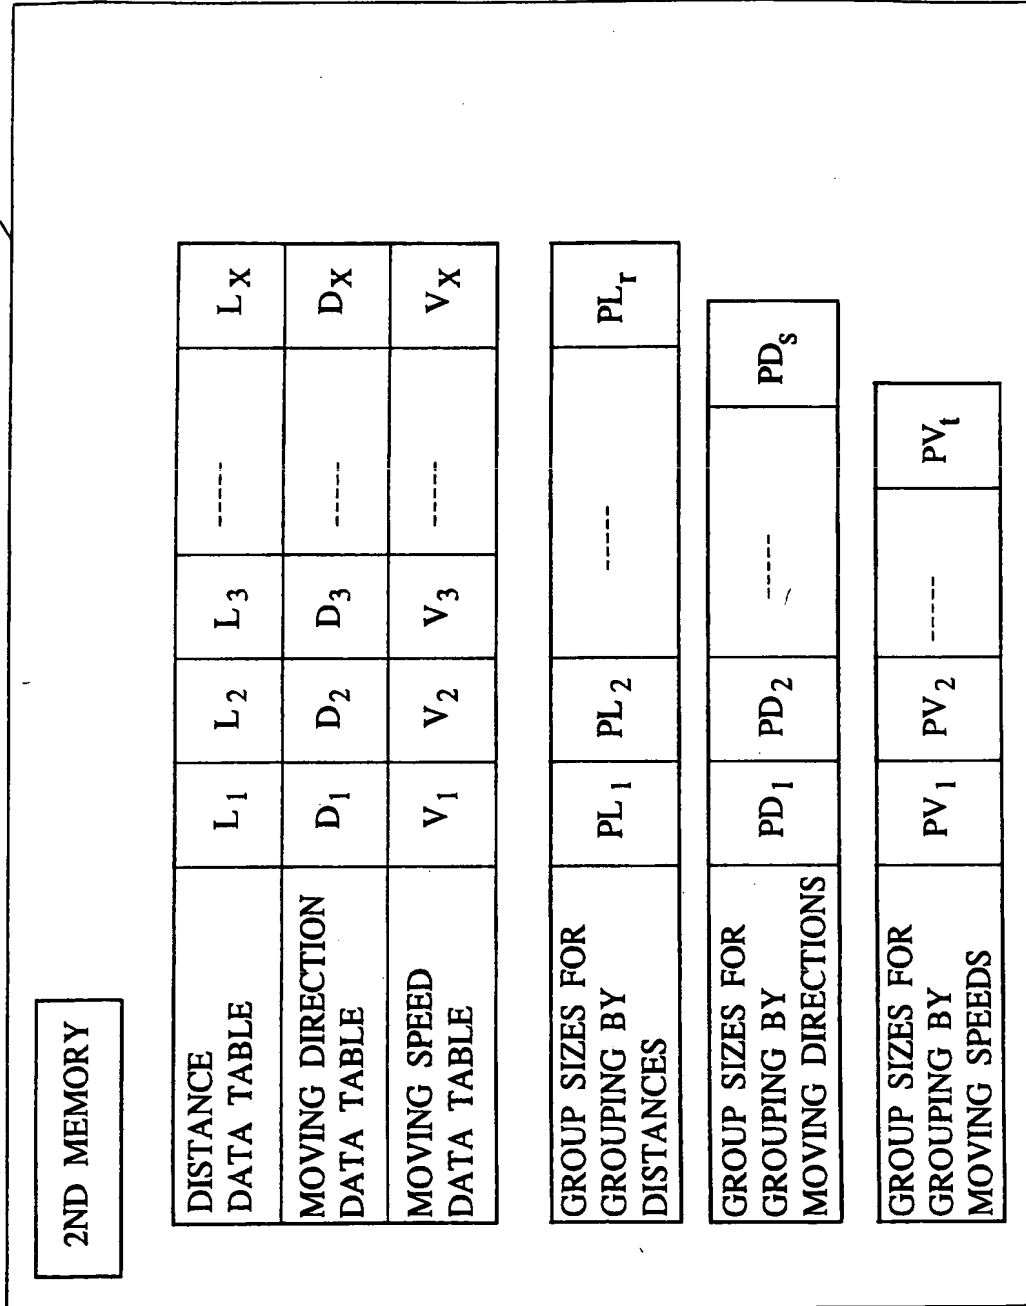 2ND MEMORY
DISTANCE
DATA TABLE
L1 L2 L3 ----- LX
MOVING DIRECTION
DATA TABLE
D1 D2 D3 ----- DX
MOVING SPEED
DATA TABLE
V1 V2 V3 ----- VX
GROUP SIZES FOR
GROUPING BY
DISTANCES
PL1 PL2 ----- PLr
GROUP SIZES FOR
GROUPING BY
MOVING DIRECTIONS
PD1 PD2 ----- PDs
GROUP SIZES FOR
GROUPING BY
MOVING SPEEDS
PV1 PV2 ----- PVt